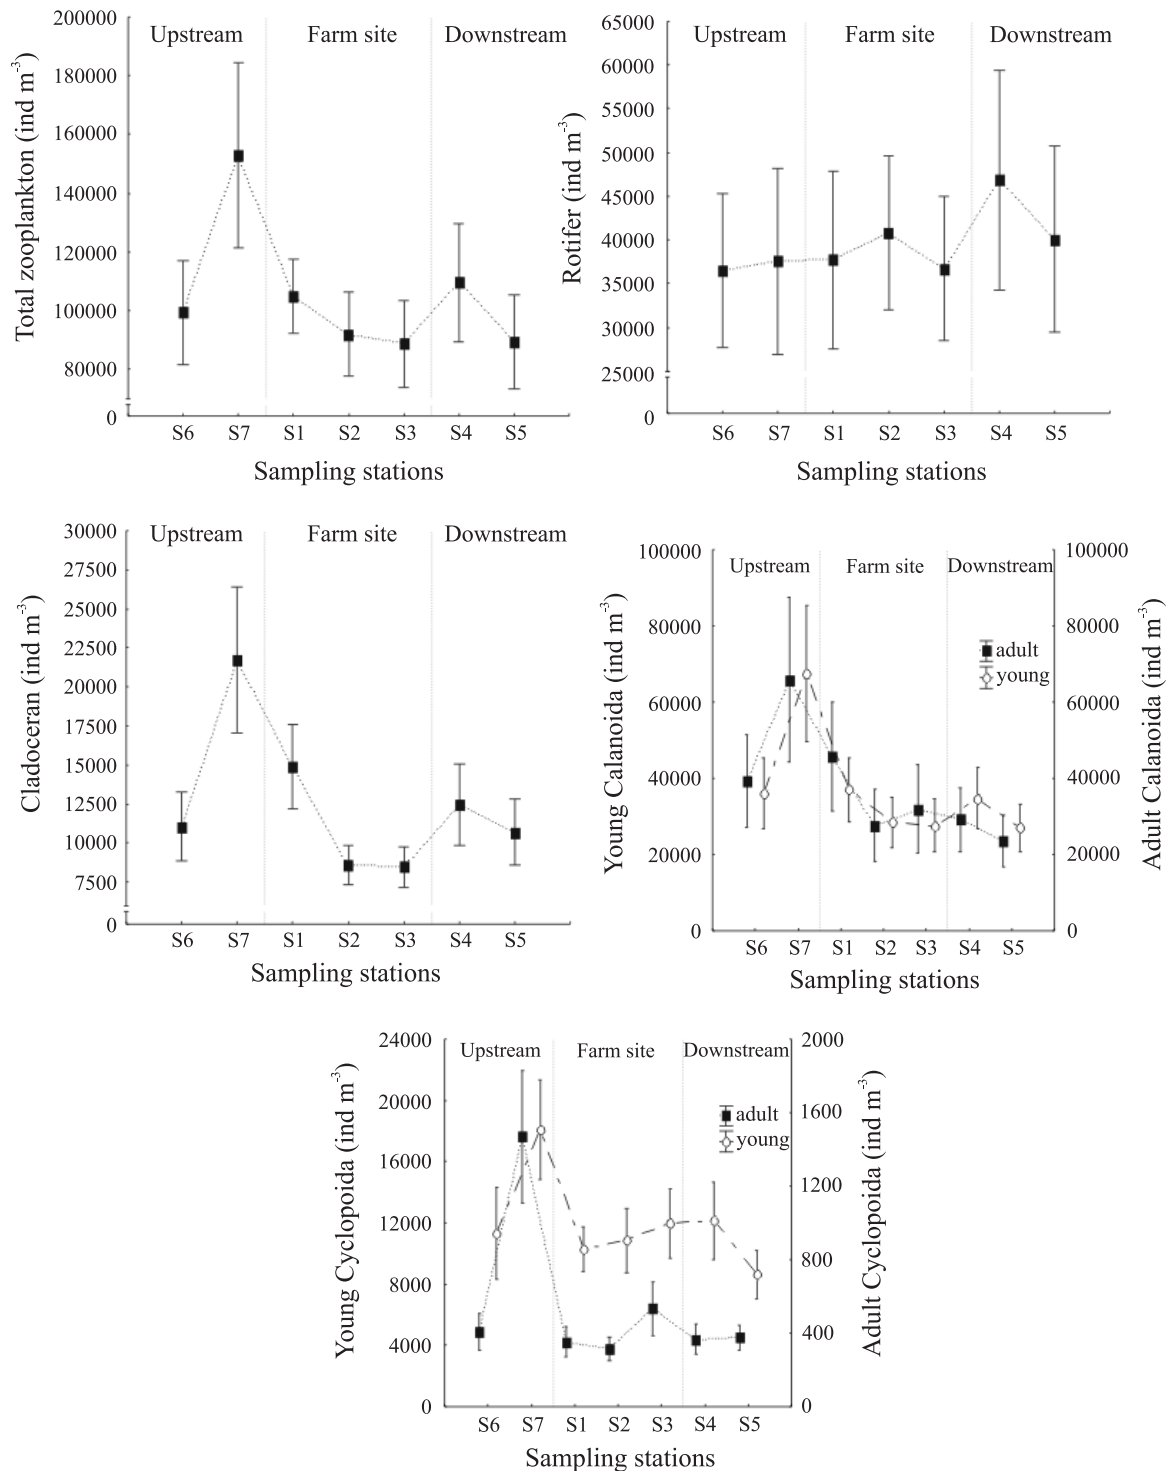 Total zooplankton (ind m-3)
200000
180000
160000
140000
120000
100000
80000
0
Upstream Farm site Downstream
S6 S7 S1 S2 S3 S4 S5
Sampling stations
Rotifer (ind m-3)
65000
60000
55000
50000
45000
40000
35000
30000
25000
0
Upstream Farm site Downstream
S6 S7 S1 S2 S3 S4 S5
Sampling stations
Cladoceran (ind m-3)
30000
27500
25000
22500
20000
17500
15000
12500
10000
7500
0
Upstream Farm site Downstream
S6 S7 S1 S2 S3 S4 S5
Sampling stations
Young Calanoida (ind m-3)
100000
80000
60000
40000
20000
0
Upstream Farm site Downstream
adult
young
100000
80000
60000
40000
20000
0
Adult Calanoida (ind m-3)
S6 S7 S1 S2 S3 S4 S5
Sampling stations
Young Cyclopoida (ind m-3)
24000
20000
16000
12000
8000
4000
0
Upstream Farm site Downstream
adult
young
2000
1600
1200
800
400
0
Adult Cyclopoida (ind m-3)
S6 S7 S1 S2 S3 S4 S5
Sampling stations